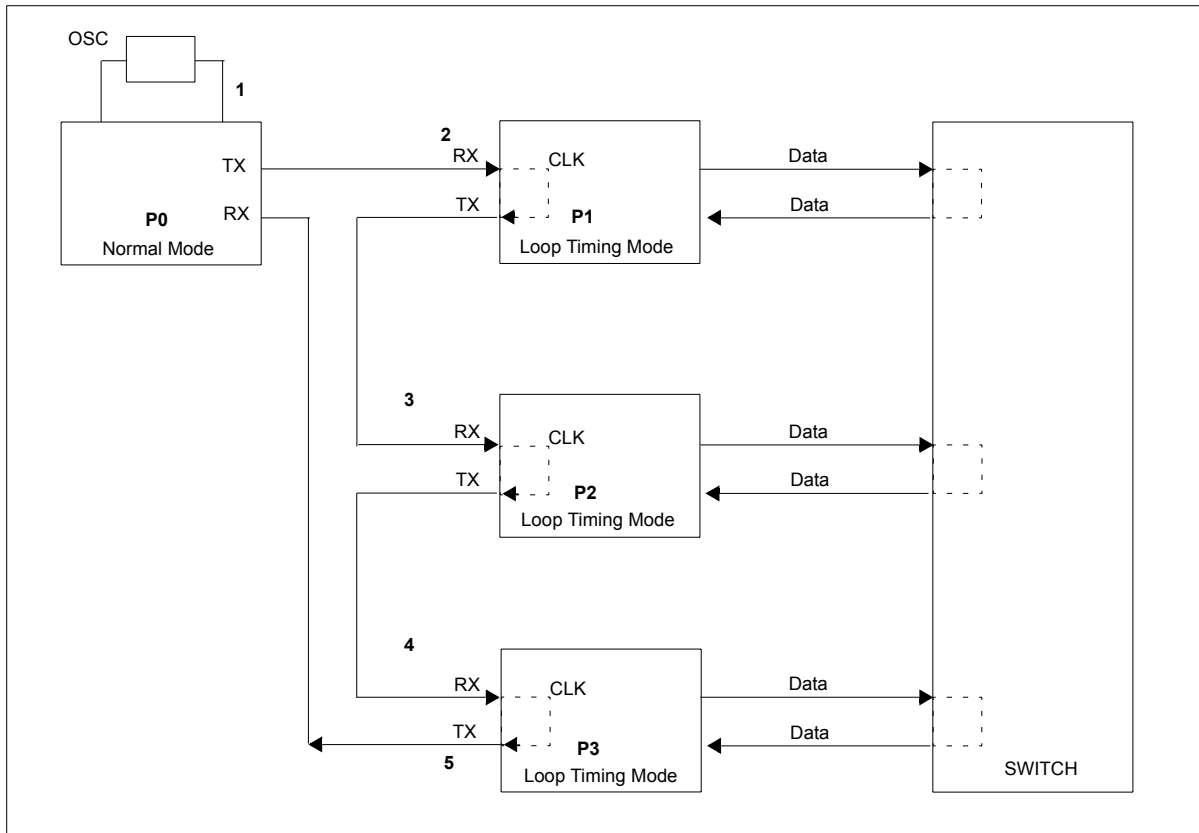 OSC
1
TX
RX
P0
Normal Mode
2
RX
CLK
TX
P1
Loop Timing Mode
Data
Data
3
RX
CLK
TX
P2
Loop Timing Mode
Data
Data
4
RX
CLK
TX
5
P3
Loop Timing Mode
Data
Data
SWITCH